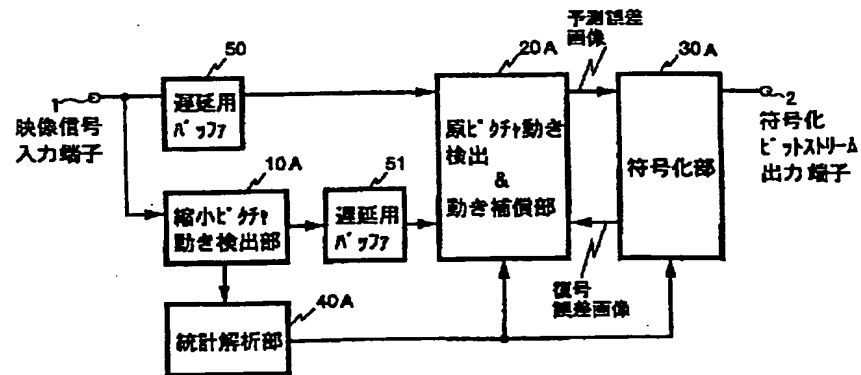 50
遅延用
バッファ
1
映像信号
入力端子
10A
縮小ピクチャ
動き検出部
51
遅延用
バッファ
40A
統計解析部
20A
原ピクチャ動き
検出
&
動き補償部
予測誤差
画像
復号
誤差画像
30A
符号化部
2
符号化
ビットストリーム
出力端子